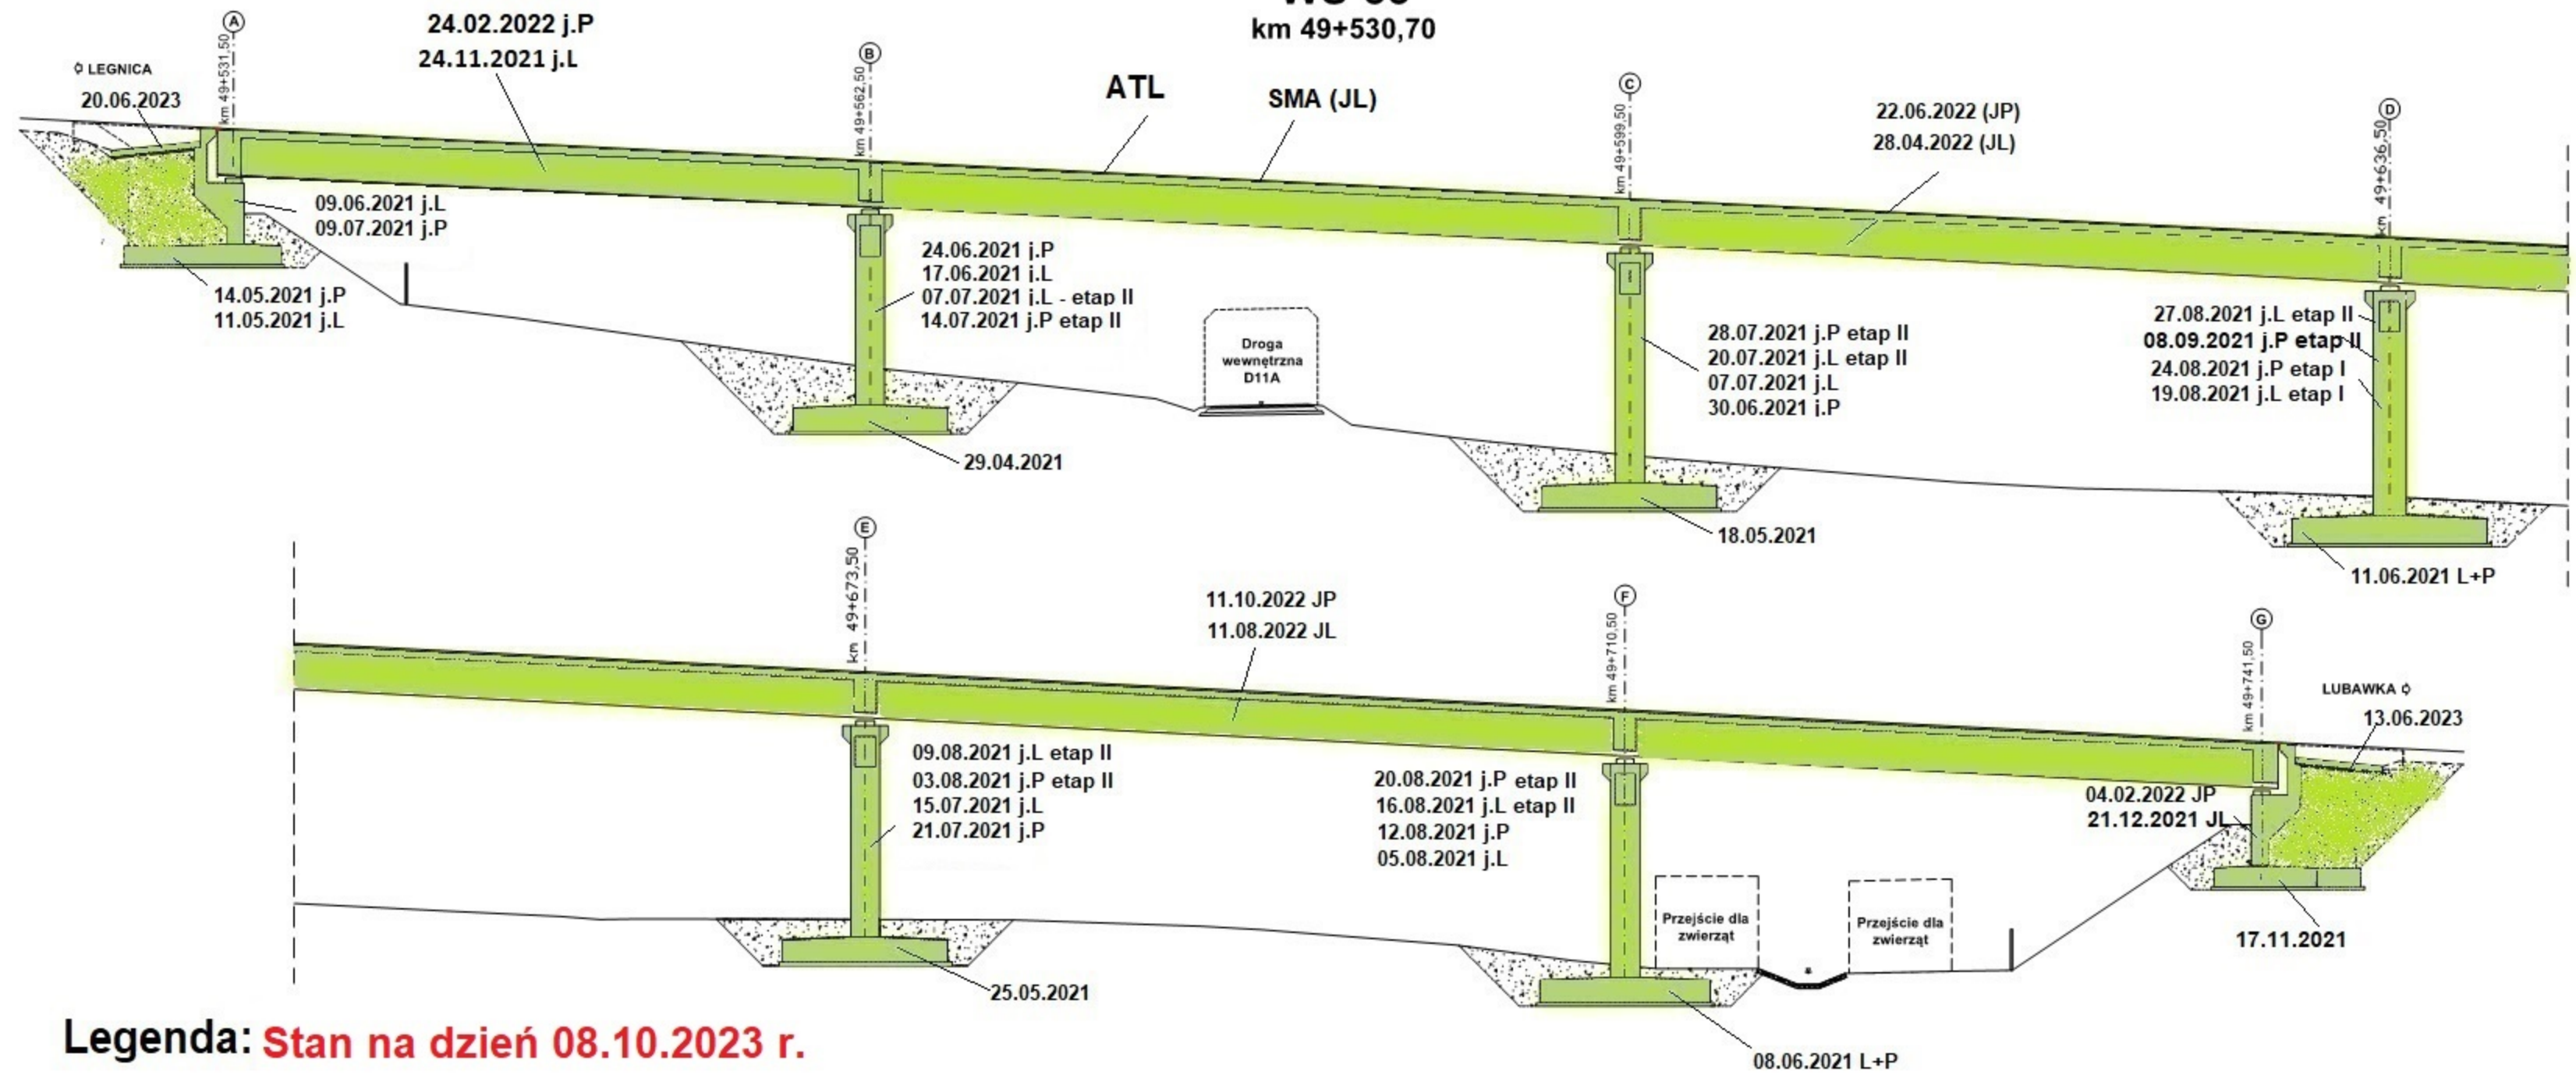 km 49+530,70
A
24.02.2022 j.P
24.11.2021 j.L
km 49+531,50
LEGNICA
20.06.2023
B
km 49+562,50
ATL
SMA (JL)
C
km 49+599,50
22.06.2022 (JP)
28.04.2022 (JL)
D
km 49+636,50
09.06.2021 j.L
09.07.2021 j.P
14.05.2021 j.P
11.05.2021 j.L
24.06.2021 j.P
17.06.2021 j.L
07.07.2021 j.L - etap II
14.07.2021 j.P etap II
29.04.2021
Droga
wewnętrzna
D11A
28.07.2021 j.P etap II
20.07.2021 j.L etap II
07.07.2021 j.L
30.06.2021 j.P
18.05.2021
27.08.2021 j.L etap II
08.09.2021 j.P etap II
24.08.2021 j.P etap I
19.08.2021 j.L etap I
11.06.2021 L+P
E
km 49+673,50
11.10.2022 JP
11.08.2022 JL
F
km 49+710,50
G
km 49+741,50
LUBAWKA
13.06.2023
09.08.2021 j.L etap II
03.08.2021 j.P etap II
15.07.2021 j.L
21.07.2021 j.P
25.05.2021
20.08.2021 j.P etap II
16.08.2021 j.L etap II
12.08.2021 j.P
05.08.2021 j.L
08.06.2021 L+P
Przejście dla
zwierząt
Przejście dla
zwierząt
04.02.2022 JP
21.12.2021 JL
17.11.2021
Legenda: Stan na dzień 08.10.2023 r.